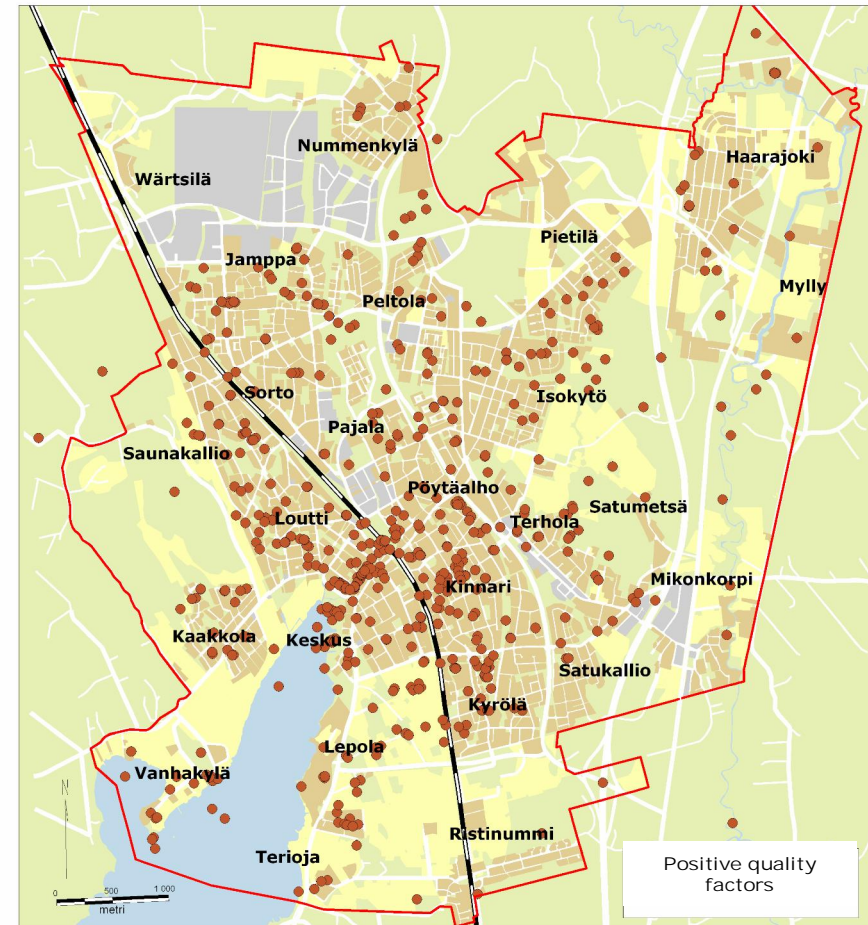 Nummenkylä
Haarajoki
Wärtsilä
Pietilä
Jamppa
Mylly
Peltola
Sorto
Isokytö
Pajala
Saunakallio
Pöytäalho
Satumetsä
Loutti
Terhola
Mikonkorpi
Kinnari
Kaakkola
Keskus
Satukallio
Kyrölä
Lepola
Vanhakylä
N
Ristinummi
Terioja
Positive quality
factors
0 500 1 000
metri